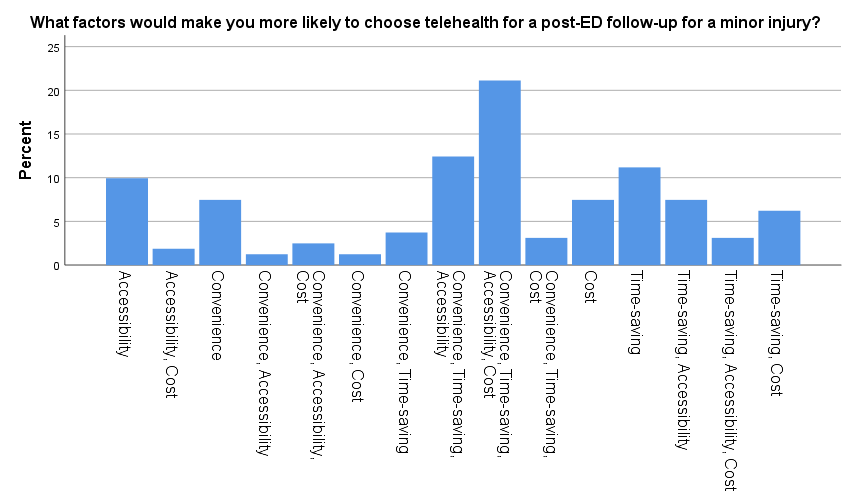 What factors would make you more likely to choose telehealth for a post-ED follow-up for a minor injury?
Percent
25
20
15
10
5
0
Accessibility
Accessibility, Cost
Convenience
Convenience, Accessibility
Convenience, Accessibility,
Cost
Convenience, Cost
Convenience, Time-saving
Convenience, Time-saving,
Accessibility
Convenience, Time-saving,
Accessibility, Cost
Convenience, Time-saving,
Cost
Cost
Time-saving
Time-saving, Accessibility
Time-saving, Accessibility, Cost
Time-saving, Cost